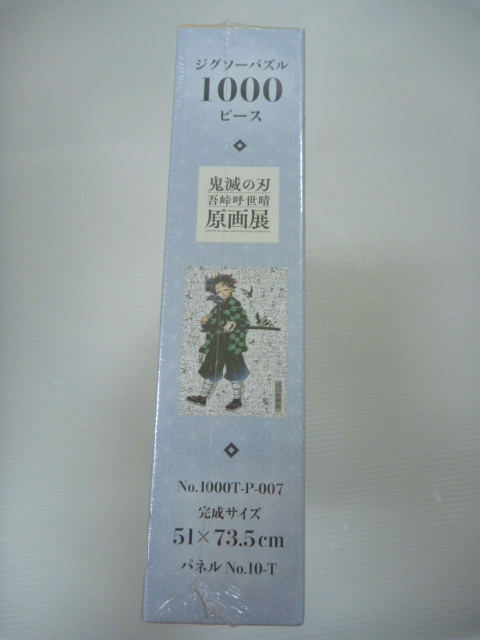 ジグソーパズル
1000
ピース
鬼滅の刃
吾峠呼世晴
原画展
No.1000T-P-007
完成サイズ
51×73.5cm
パネル No.10-T